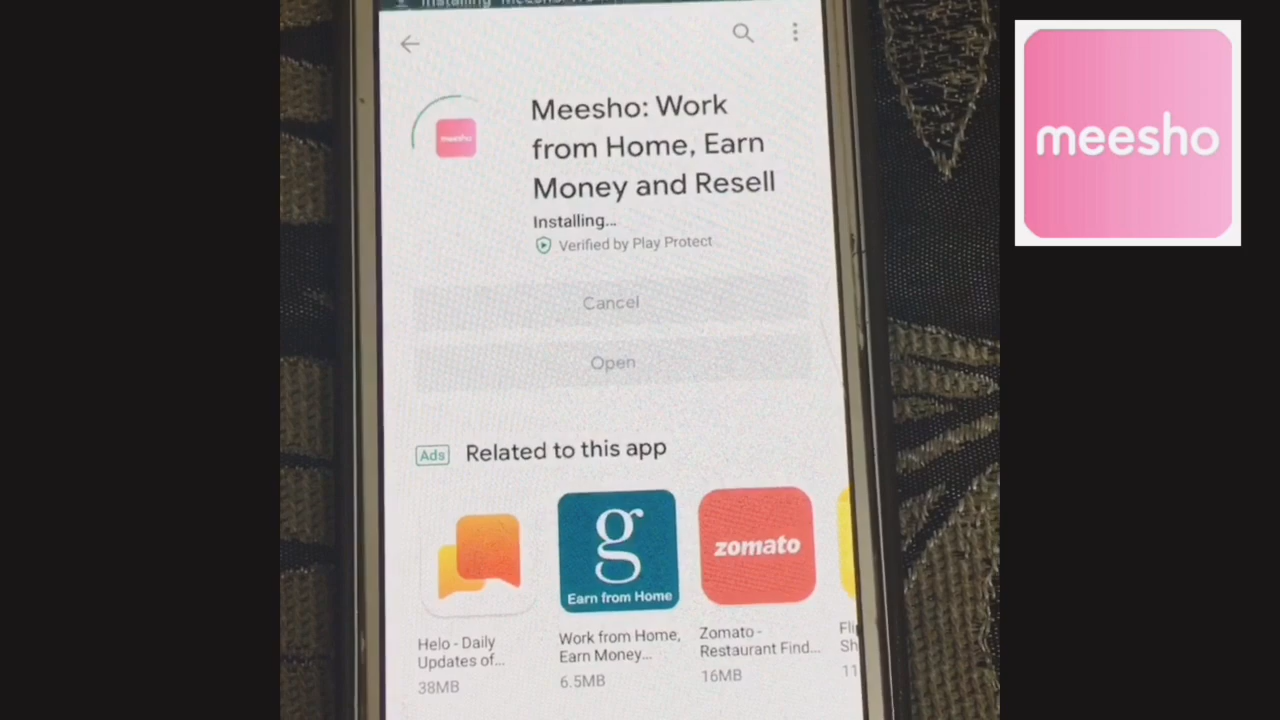 Meesho: Work
from Home, Earn
Money and Resell
Installing...
Verified by Play Protect
Cancel
Open
Ads Related to this app
meesho
g
Earn from Home
zomato
Helo - Daily
Updates of...
38MB
Work from Home,
Earn Money...
6.5MB
Zomato -
Restaurant Find...
16MB
meesho